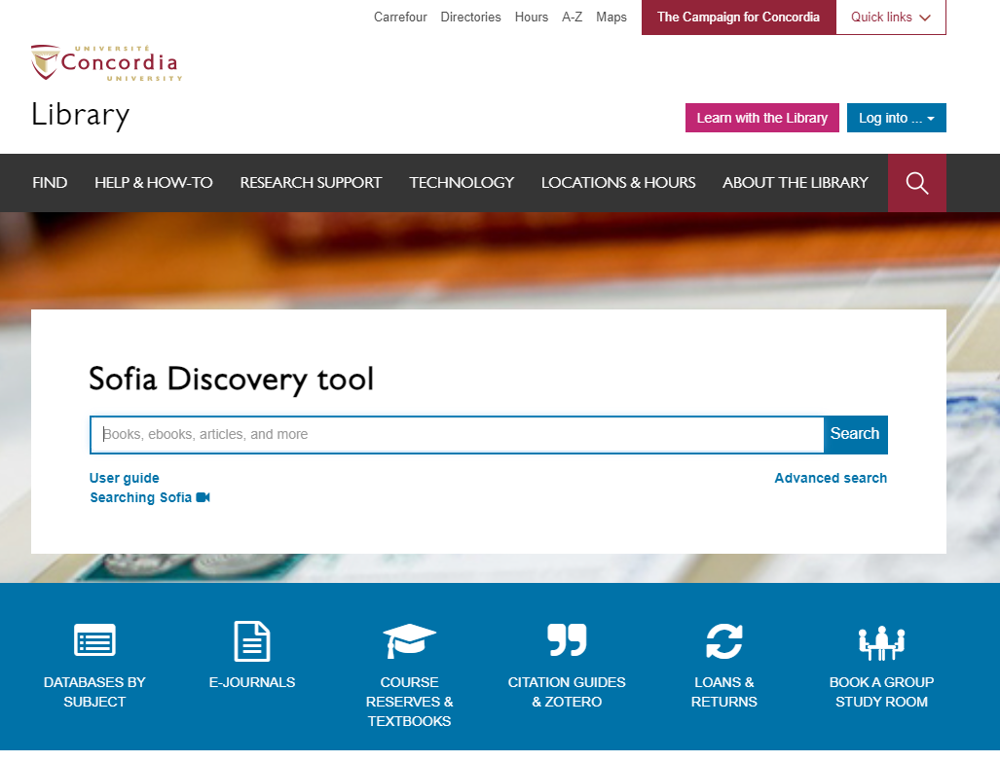 Carrefour Directories Hours A-Z Maps The Campaign for Concordia Quick links
UNIVERSITÉ
Concordia
UNIVERSITY
Library
Learn with the Library Log into ...
FIND HELP & HOW-TO RESEARCH SUPPORT TECHNOLOGY LOCATIONS & HOURS ABOUT THE LIBRARY
Sofia Discovery tool
Books, ebooks, articles, and more Search
User guide Advanced search
Searching Sofia
DATABASES BY
SUBJECT
E-JOURNALS
COURSE
RESERVES &
TEXTBOOKS
CITATION GUIDES
& ZOTERO
LOANS &
RETURNS
BOOK A GROUP
STUDY ROOM